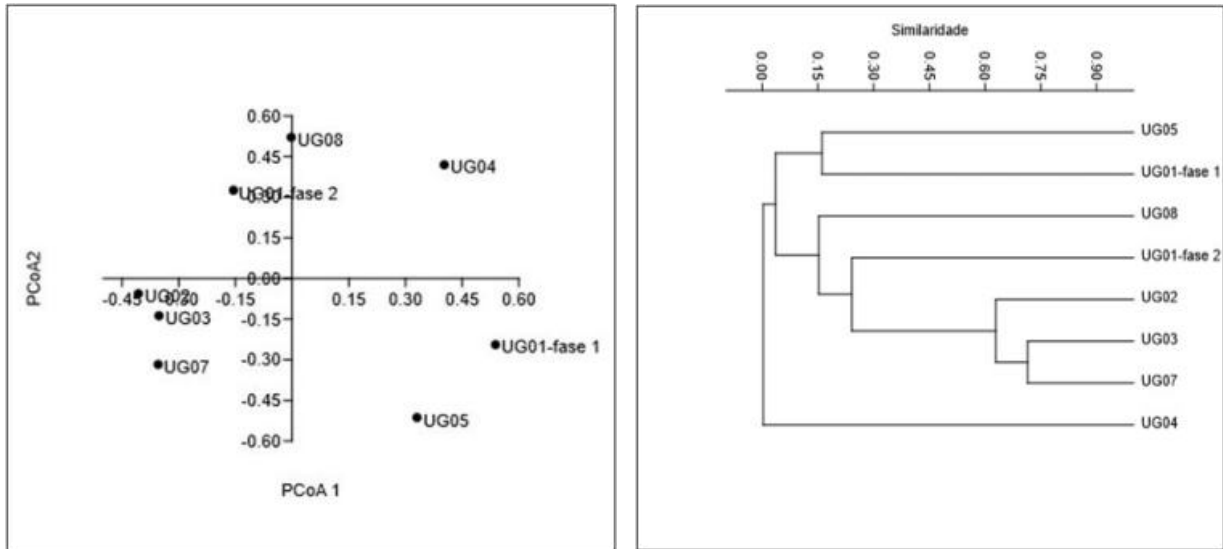 0.60
UG08
0.45
UG04
UG01-fase 2
0.30
0.15
0.00
-0.45
-0.30
-0.15
0.15
0.30
0.45
0.60
UG02
-0.15
UG03
UG01-fase 1
-0.30
UG07
-0.45
UG05
-0.60
PCoA2
PCoA 1
Similaridade
0.00
0.15
0.30
0.45
0.60
0.75
0.90
UG05
UG01-fase 1
UG08
UG01-fase 2
UG02
UG03
UG07
UG04